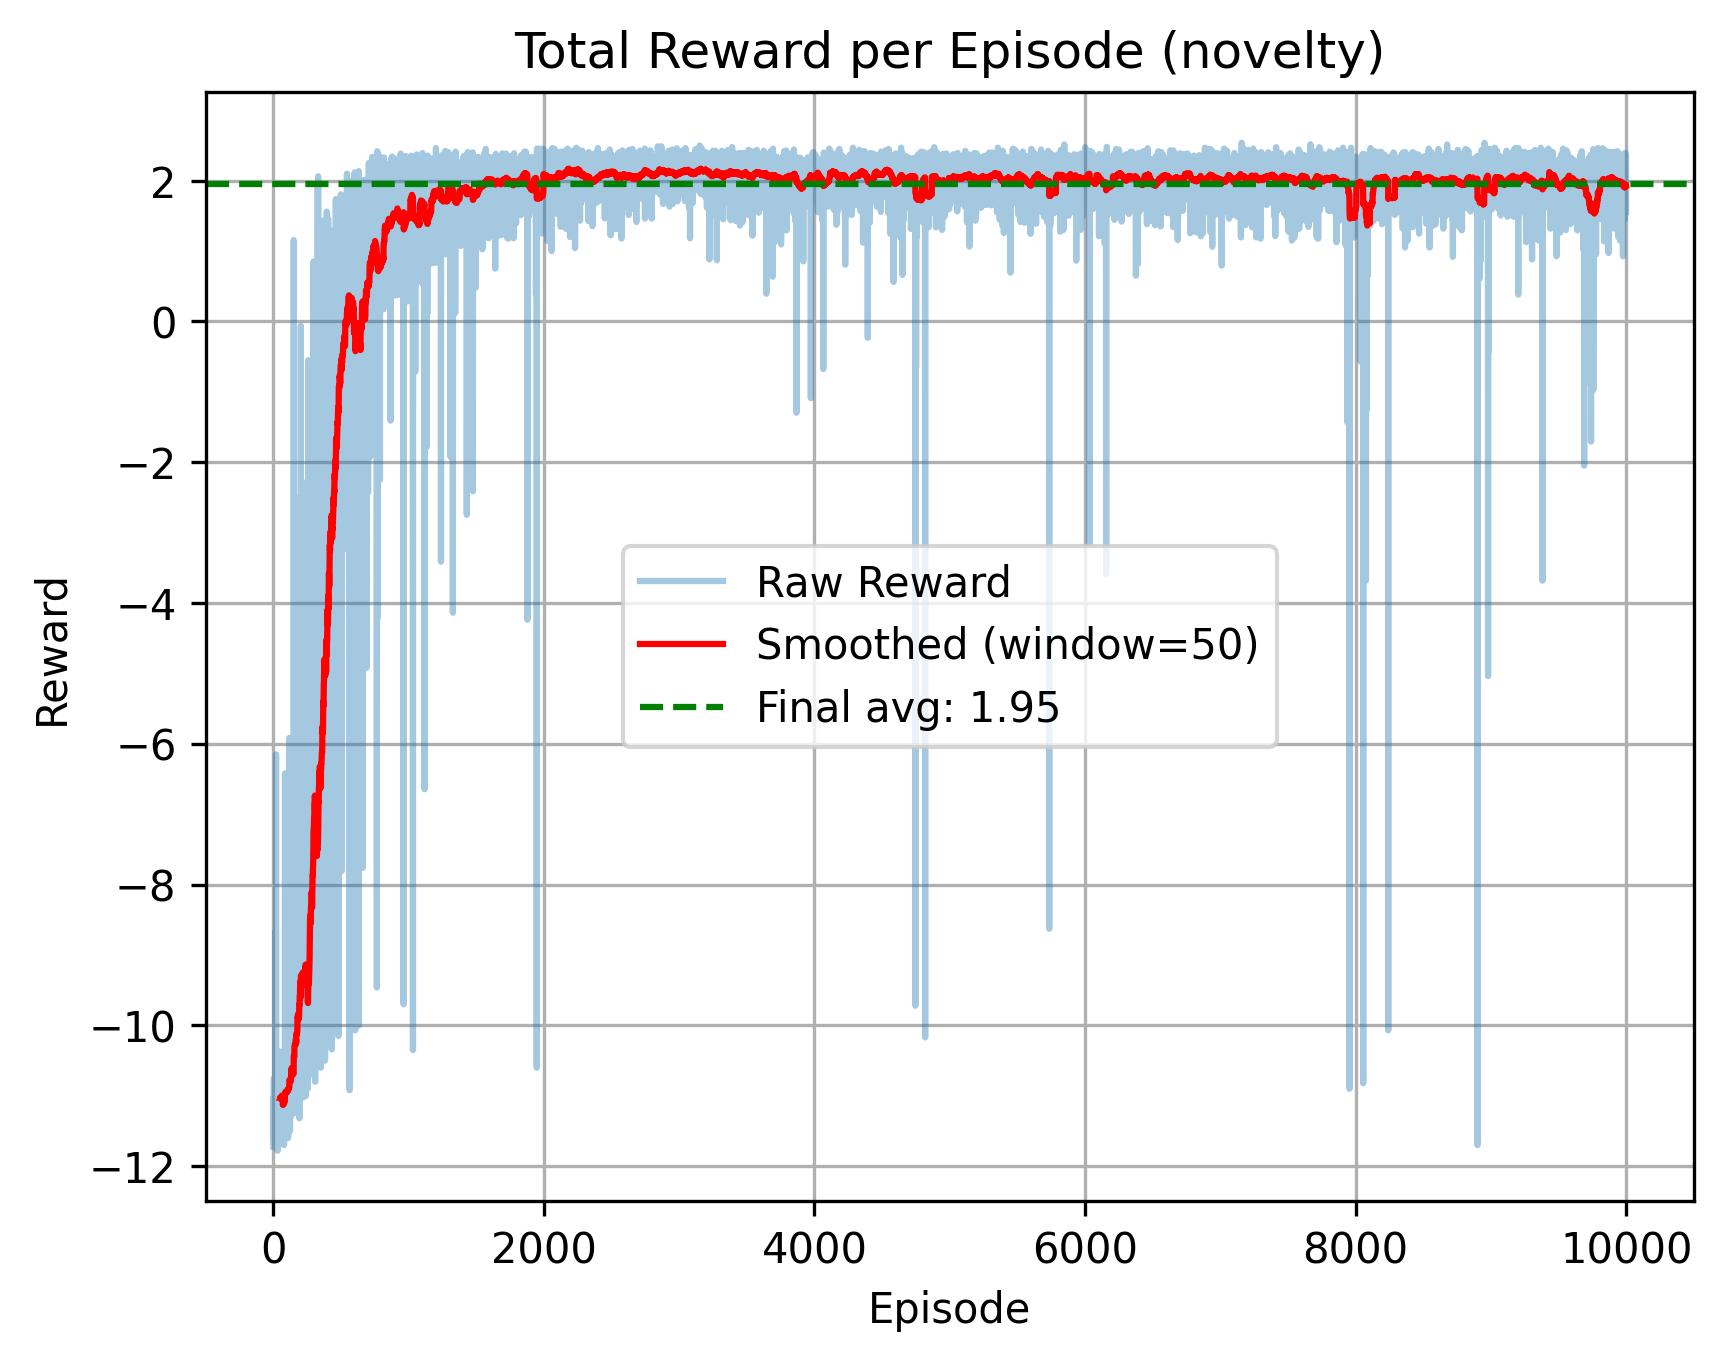 Total Reward per Episode (novelty)
Reward
2
0
−2
−4
−6
−8
−10
−12
Raw Reward
Smoothed (window=50)
Final avg: 1.95
0
2000
4000
6000
8000
10000
Episode